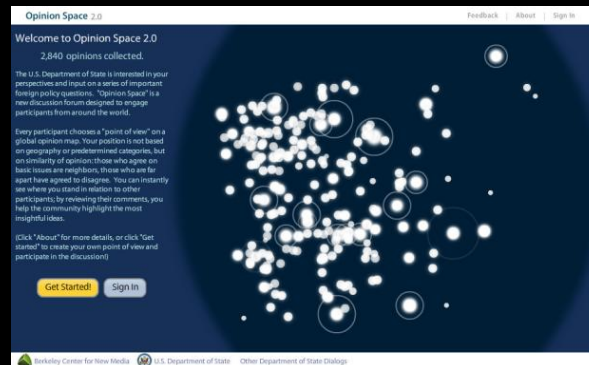 Opinion Space 2.0
Feedback | About | Sign In
Welcome to Opinion Space 2.0
2,840 opinions collected.
The U.S. Department of State is interested in your
perspectives and input on a series of important
foreign policy questions. "Opinion Space" is a
new discussion forum designed to engage
participants from around the world.
Every participant chooses a "point of view" on a
global opinion map. Your position is not based
on geography or predetermined categories, but
on similarity of opinion: those who agree on
basic issues are neighbors, those who are far
apart have agreed to disagree. You can instantly
see where you stand in relation to other
participants; by reviewing their comments, you
help the community highlight the most
insightful ideas.
(Click "About" for more details, or click "Get
started" to create your own point of view and
participate in the discussion!)
Get Started! Sign In
Berkeley Center for New Media U.S. Department of State Other Department of State Dialogs